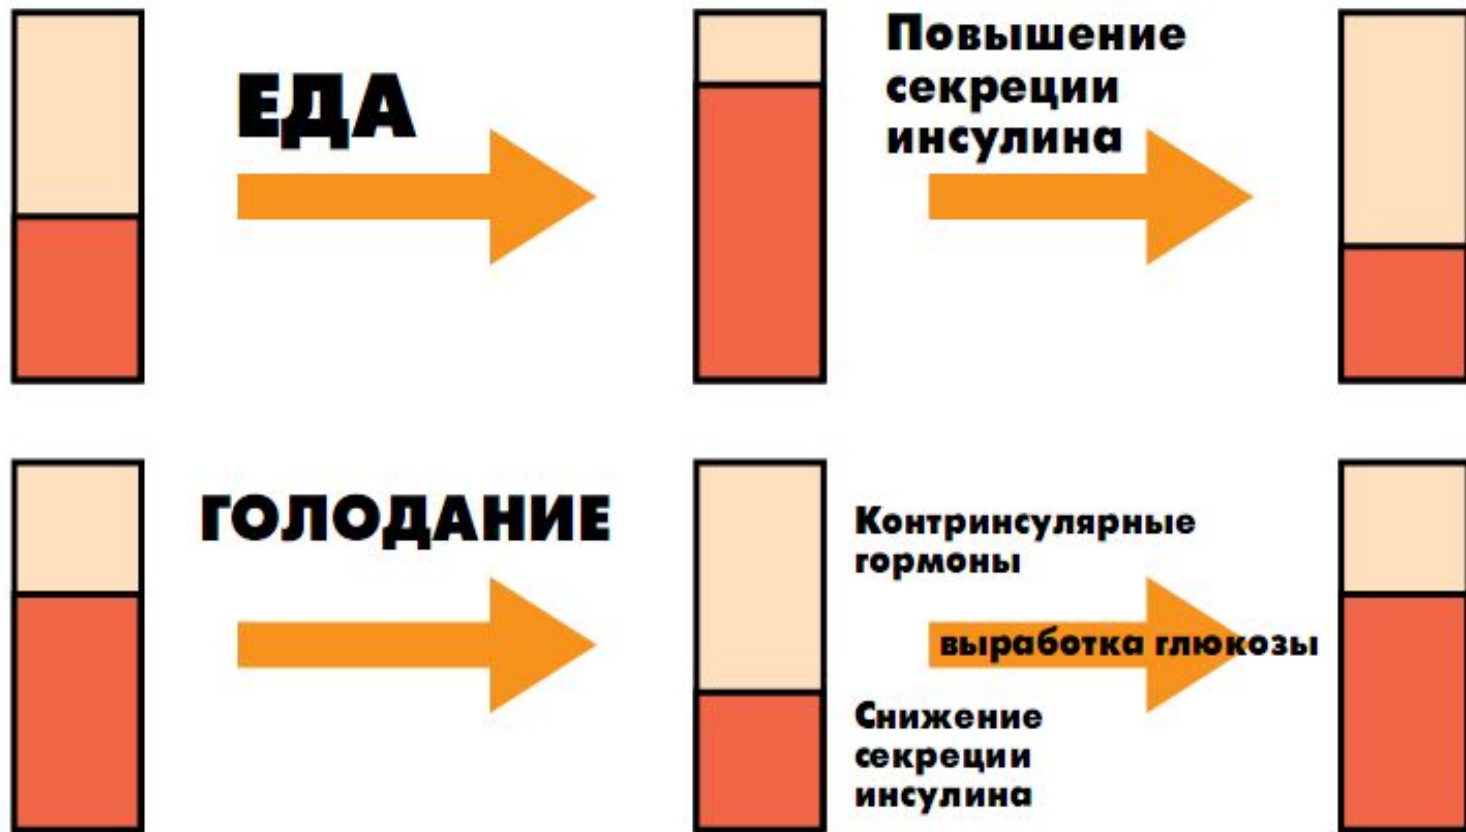 ЕДА
Повышение
секреции
инсулина
ГОЛОДАНИЕ
Контринсулярные
гормоны
выработка глюкозы
Снижение
секреции
инсулина